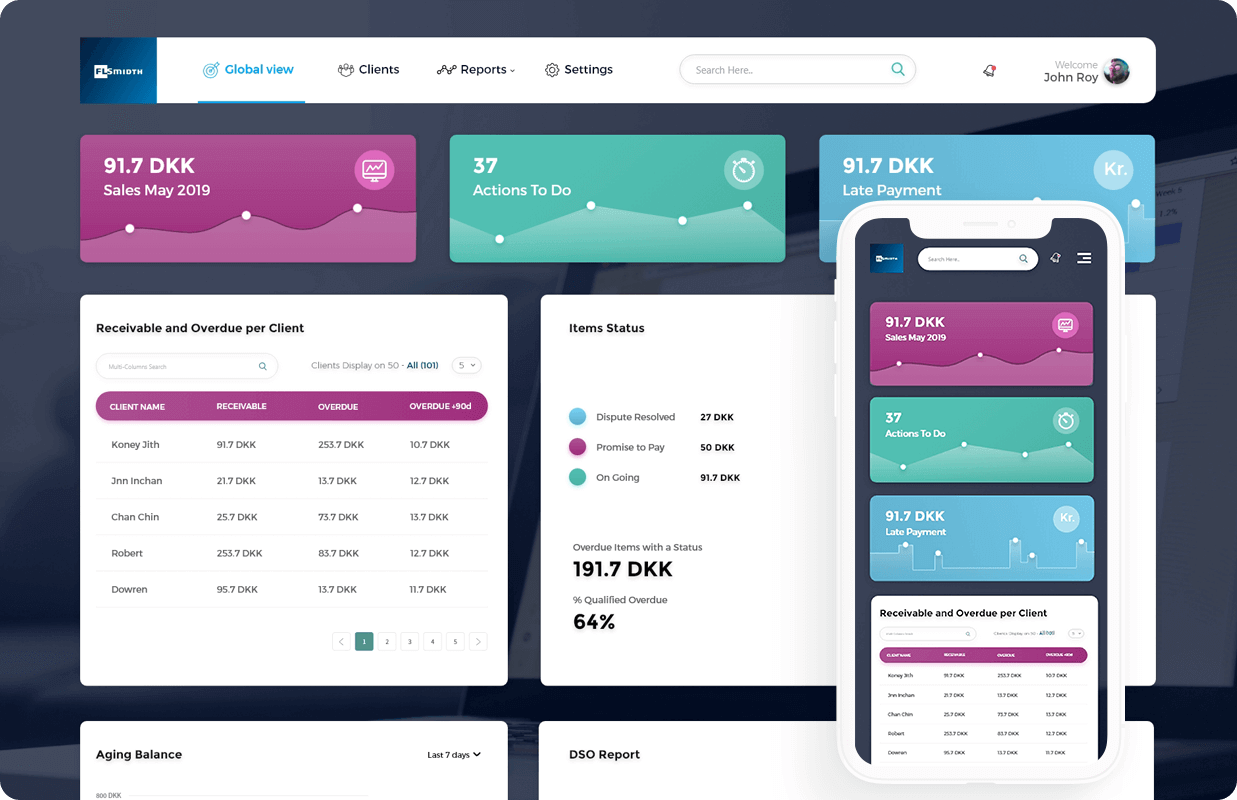 FLSMIDTH
Global view
Clients
Reports
Settings
Search Here..
Welcome
John Roy
91.7 DKK
Sales May 2019
37
Actions To Do
91.7 DKK
Kr.
Late Payment
Receivable and Overdue per Client
Multi-Columns Search
Clients Display on 50 - All (101)
5
CLIENT NAME RECEIVABLE OVERDUE OVERDUE +90d
Koney Jith 91.7 DKK 253.7 DKK 10.7 DKK
Jnn Inchan 21.7 DKK 13.7 DKK 12.7 DKK
Chan Chin 25.7 DKK 73.7 DKK 13.7 DKK
Robert 253.7 DKK 83.7 DKK 12.7 DKK
Dowren 95.7 DKK 13.7 DKK 11.7 DKK
1 2 3 4 5
Items Status
Dispute Resolved 27 DKK
Promise to Pay 50 DKK
On Going 91.7 DKK
Overdue Items with a Status
191.7 DKK
% Qualified Overdue
64%
Aging Balance
Last 7 days
800 DKK
DSO Report
FLSMIDTH
Search Here..
91.7 DKK
Sales May 2019
37
Actions To Do
91.7 DKK
Kr.
Late Payment
Receivable and Overdue per Client
Clients Display on 50 - All (101)
5
CLIENT NAME RECEIVABLE OVERDUE OVERDUE +90d
Koney Jith 91.7 DKK 253.7 DKK 10.7 DKK
Jnn Inchan 21.7 DKK 13.7 DKK 12.7 DKK
Chan Chin 25.7 DKK 73.7 DKK 13.7 DKK
Robert 253.7 DKK 83.7 DKK 12.7 DKK
Dowren 95.7 DKK 13.7 DKK 11.7 DKK